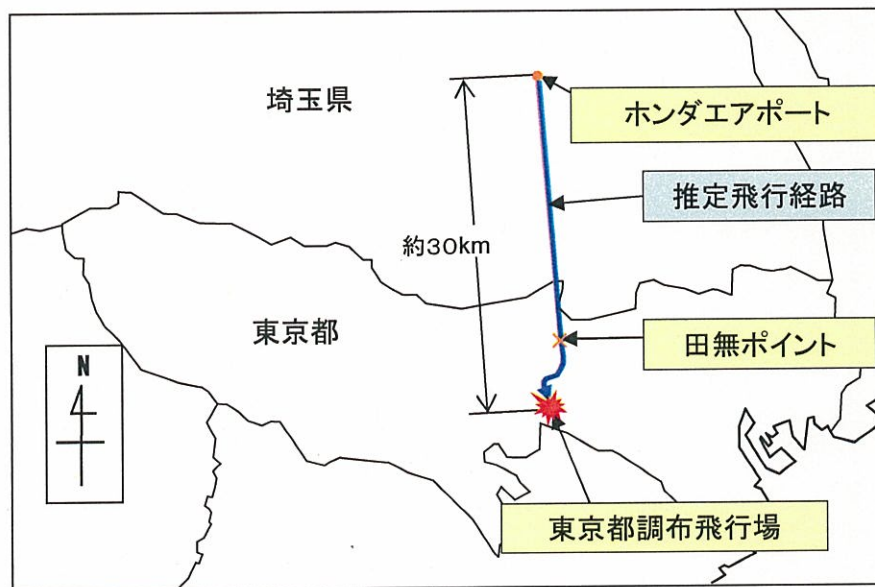 埼玉県
ホンダエアポート
推定飛行経路
約30km
東京都
田無ポイント
N
東京都調布飛行場